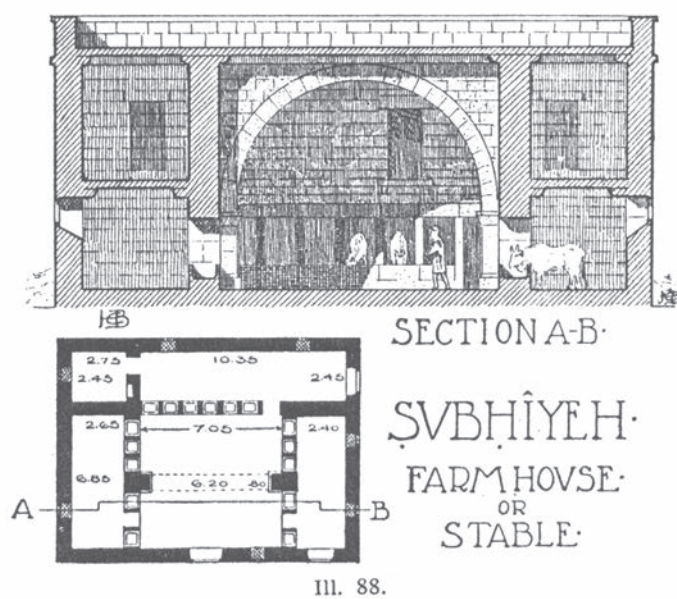 HCB
SECTION A-B·
2.75 10.35
2.45 2.45
2.65 7.05 2.40
6.85 6.20 .80
A B
ṢVBḤÎYEH·
FARM HOVSE·
OR
STABLE·
Ill. 88.